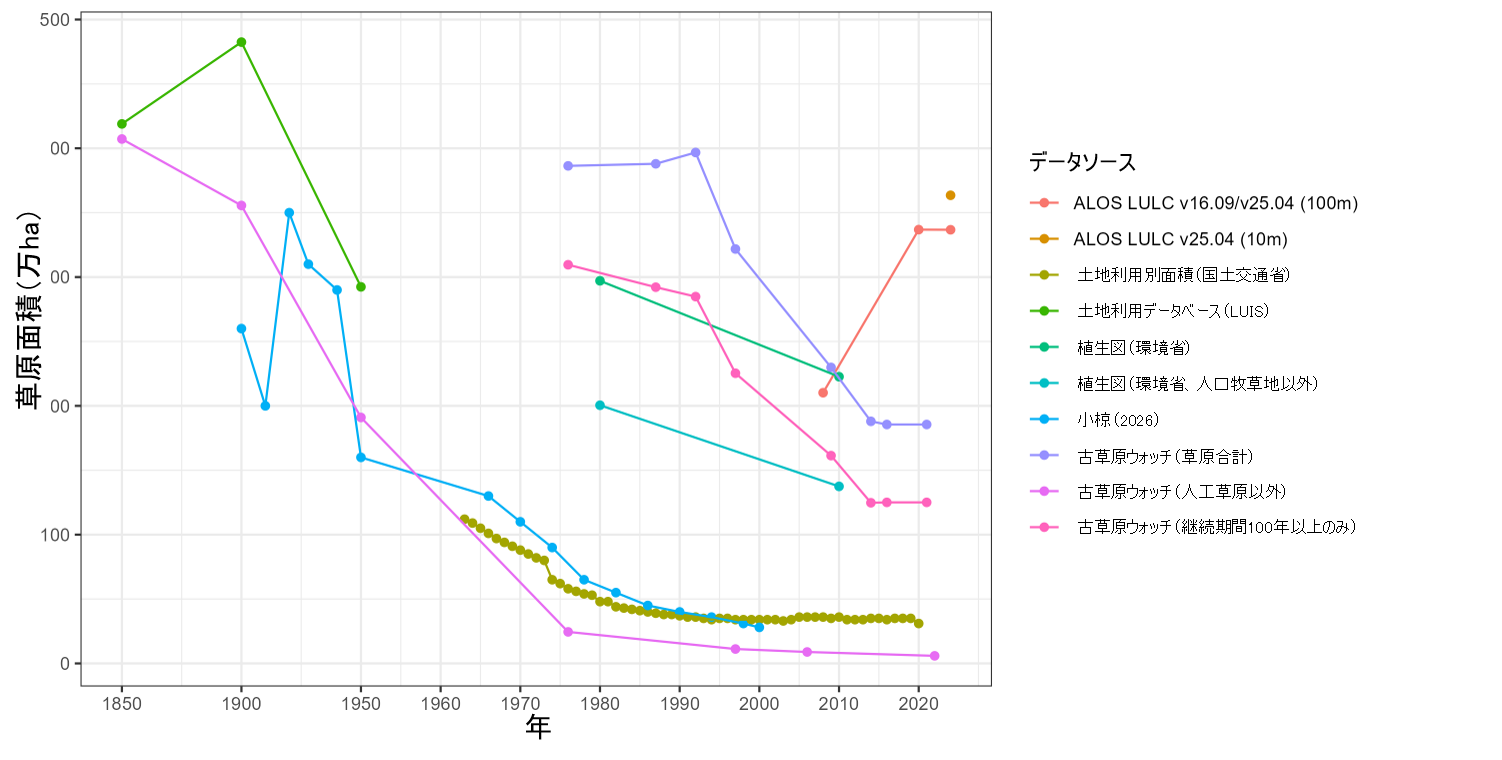 500
00
00
00
100
0
草原面積(万ha)
1850 1900 1950 1960 1970 1980 1990 2000 2010 2020
年
データソース
ALOS LULC v16.09/v25.04 (100m)
ALOS LULC v25.04 (10m)
土地利用別面積(国土交通省)
土地利用データベース(LUIS)
植生図(環境省)
植生図(環境省、人口牧草地以外)
小椋(2026)
古草原ウォッチ(草原合計)
古草原ウォッチ(人工草原以外)
古草原ウォッチ(継続期間100年以上のみ)